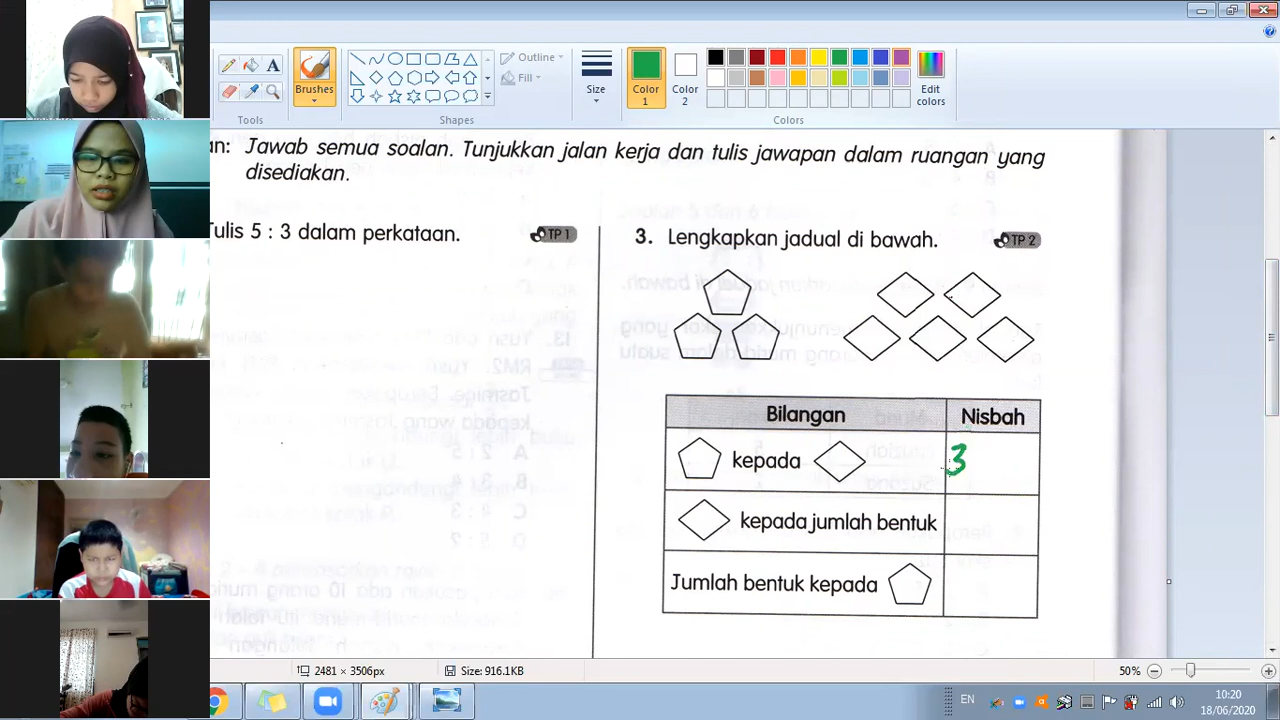 Outline
Fill
Brushes
Size
Color 1
Color 2
Edit colors
Tools
Shapes
Colors
an: Jawab semua soalan. Tunjukkan jalan kerja dan tulis jawapan dalam ruangan yang
disediakan.
Tulis 5 : 3 dalam perkataan.
TP 1
3. Lengkapkan jadual di bawah.
TP 2
Bilangan
Nisbah
kepada
3
kepada jumlah bentuk
Jumlah bentuk kepada
2481 × 3506px
Size: 916.1KB
50%
EN
10:20
18/06/2020